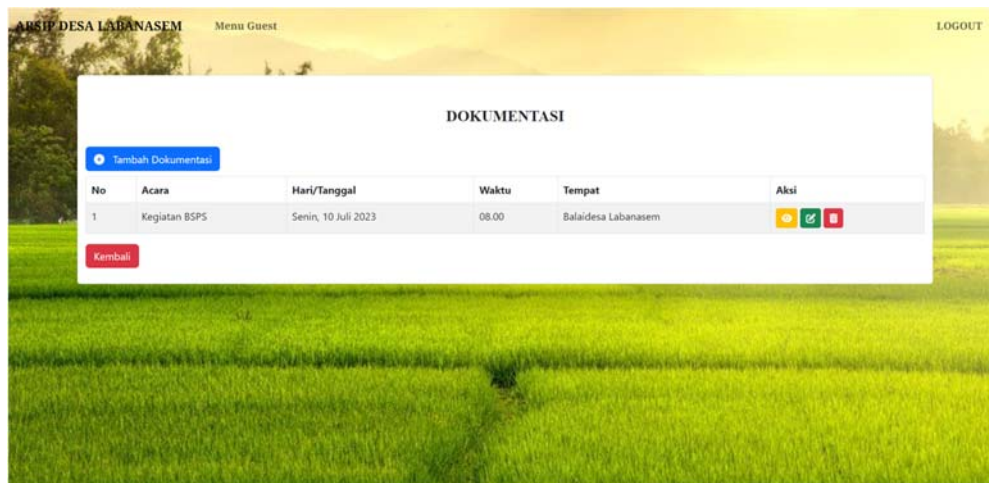 ARSIP DESA LABANASEM Menu Guest LOGOUT
DOKUMENTASI
Tambah Dokumentasi
No Acara Hari/Tanggal Waktu Tempat Aksi
1 Kegiatan BSPS Senin, 10 Juli 2023 08.00 Balaidesa Labanasem
Kembali